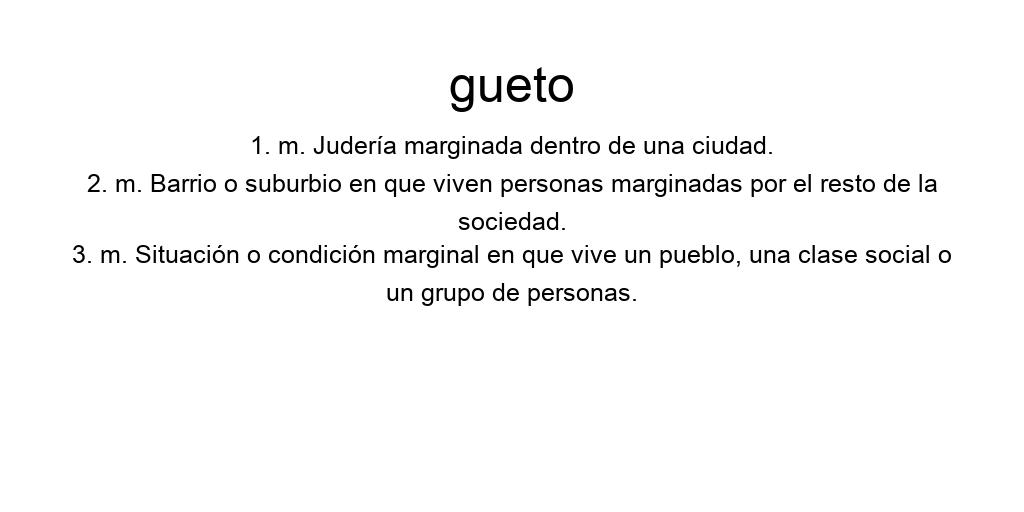 gueto
1. m. Judería marginada dentro de una ciudad.
2. m. Barrio o suburbio en que viven personas marginadas por el resto de la
sociedad.
3. m. Situación o condición marginal en que vive un pueblo, una clase social o
un grupo de personas.